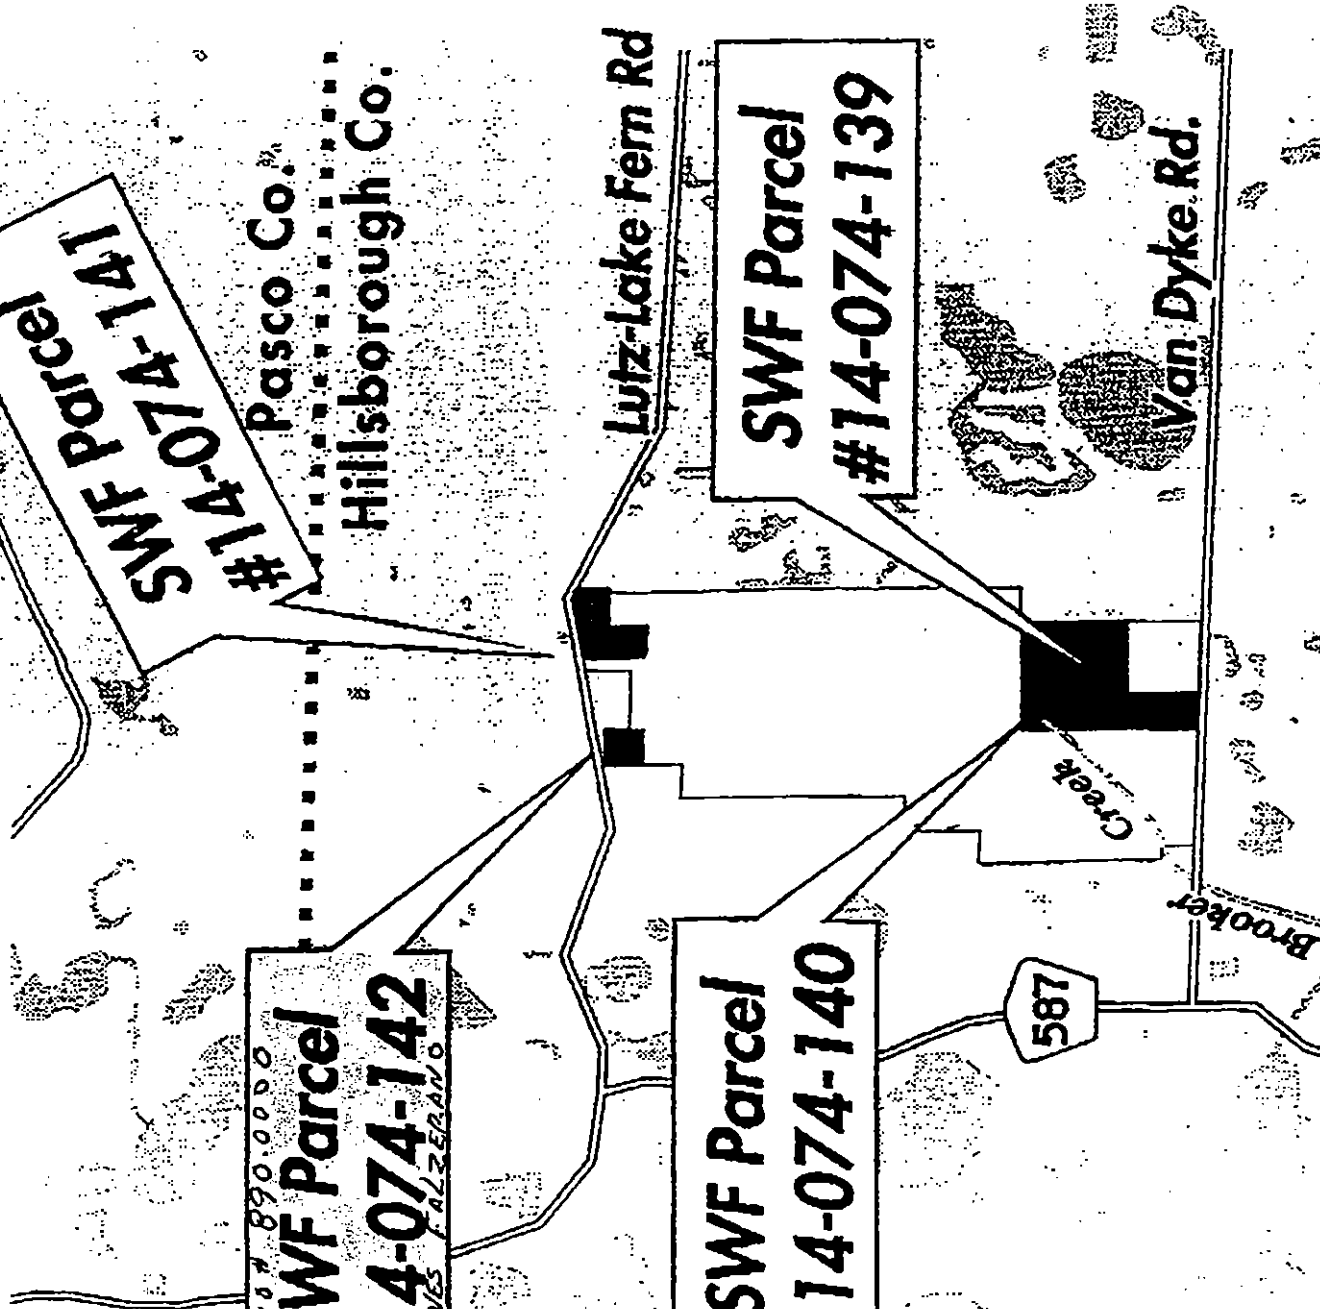 SWF Parcel
#14-074-141
Pasco Co.
Hillsborough Co.
Lutz-Lake Fern Rd
SWF Parcel
#14-074-139
Van Dyke Rd.
890.0000
WF Parcel
4-074-142
FALZERANO
SWF Parcel
14-074-140
Creek
Brooker
587